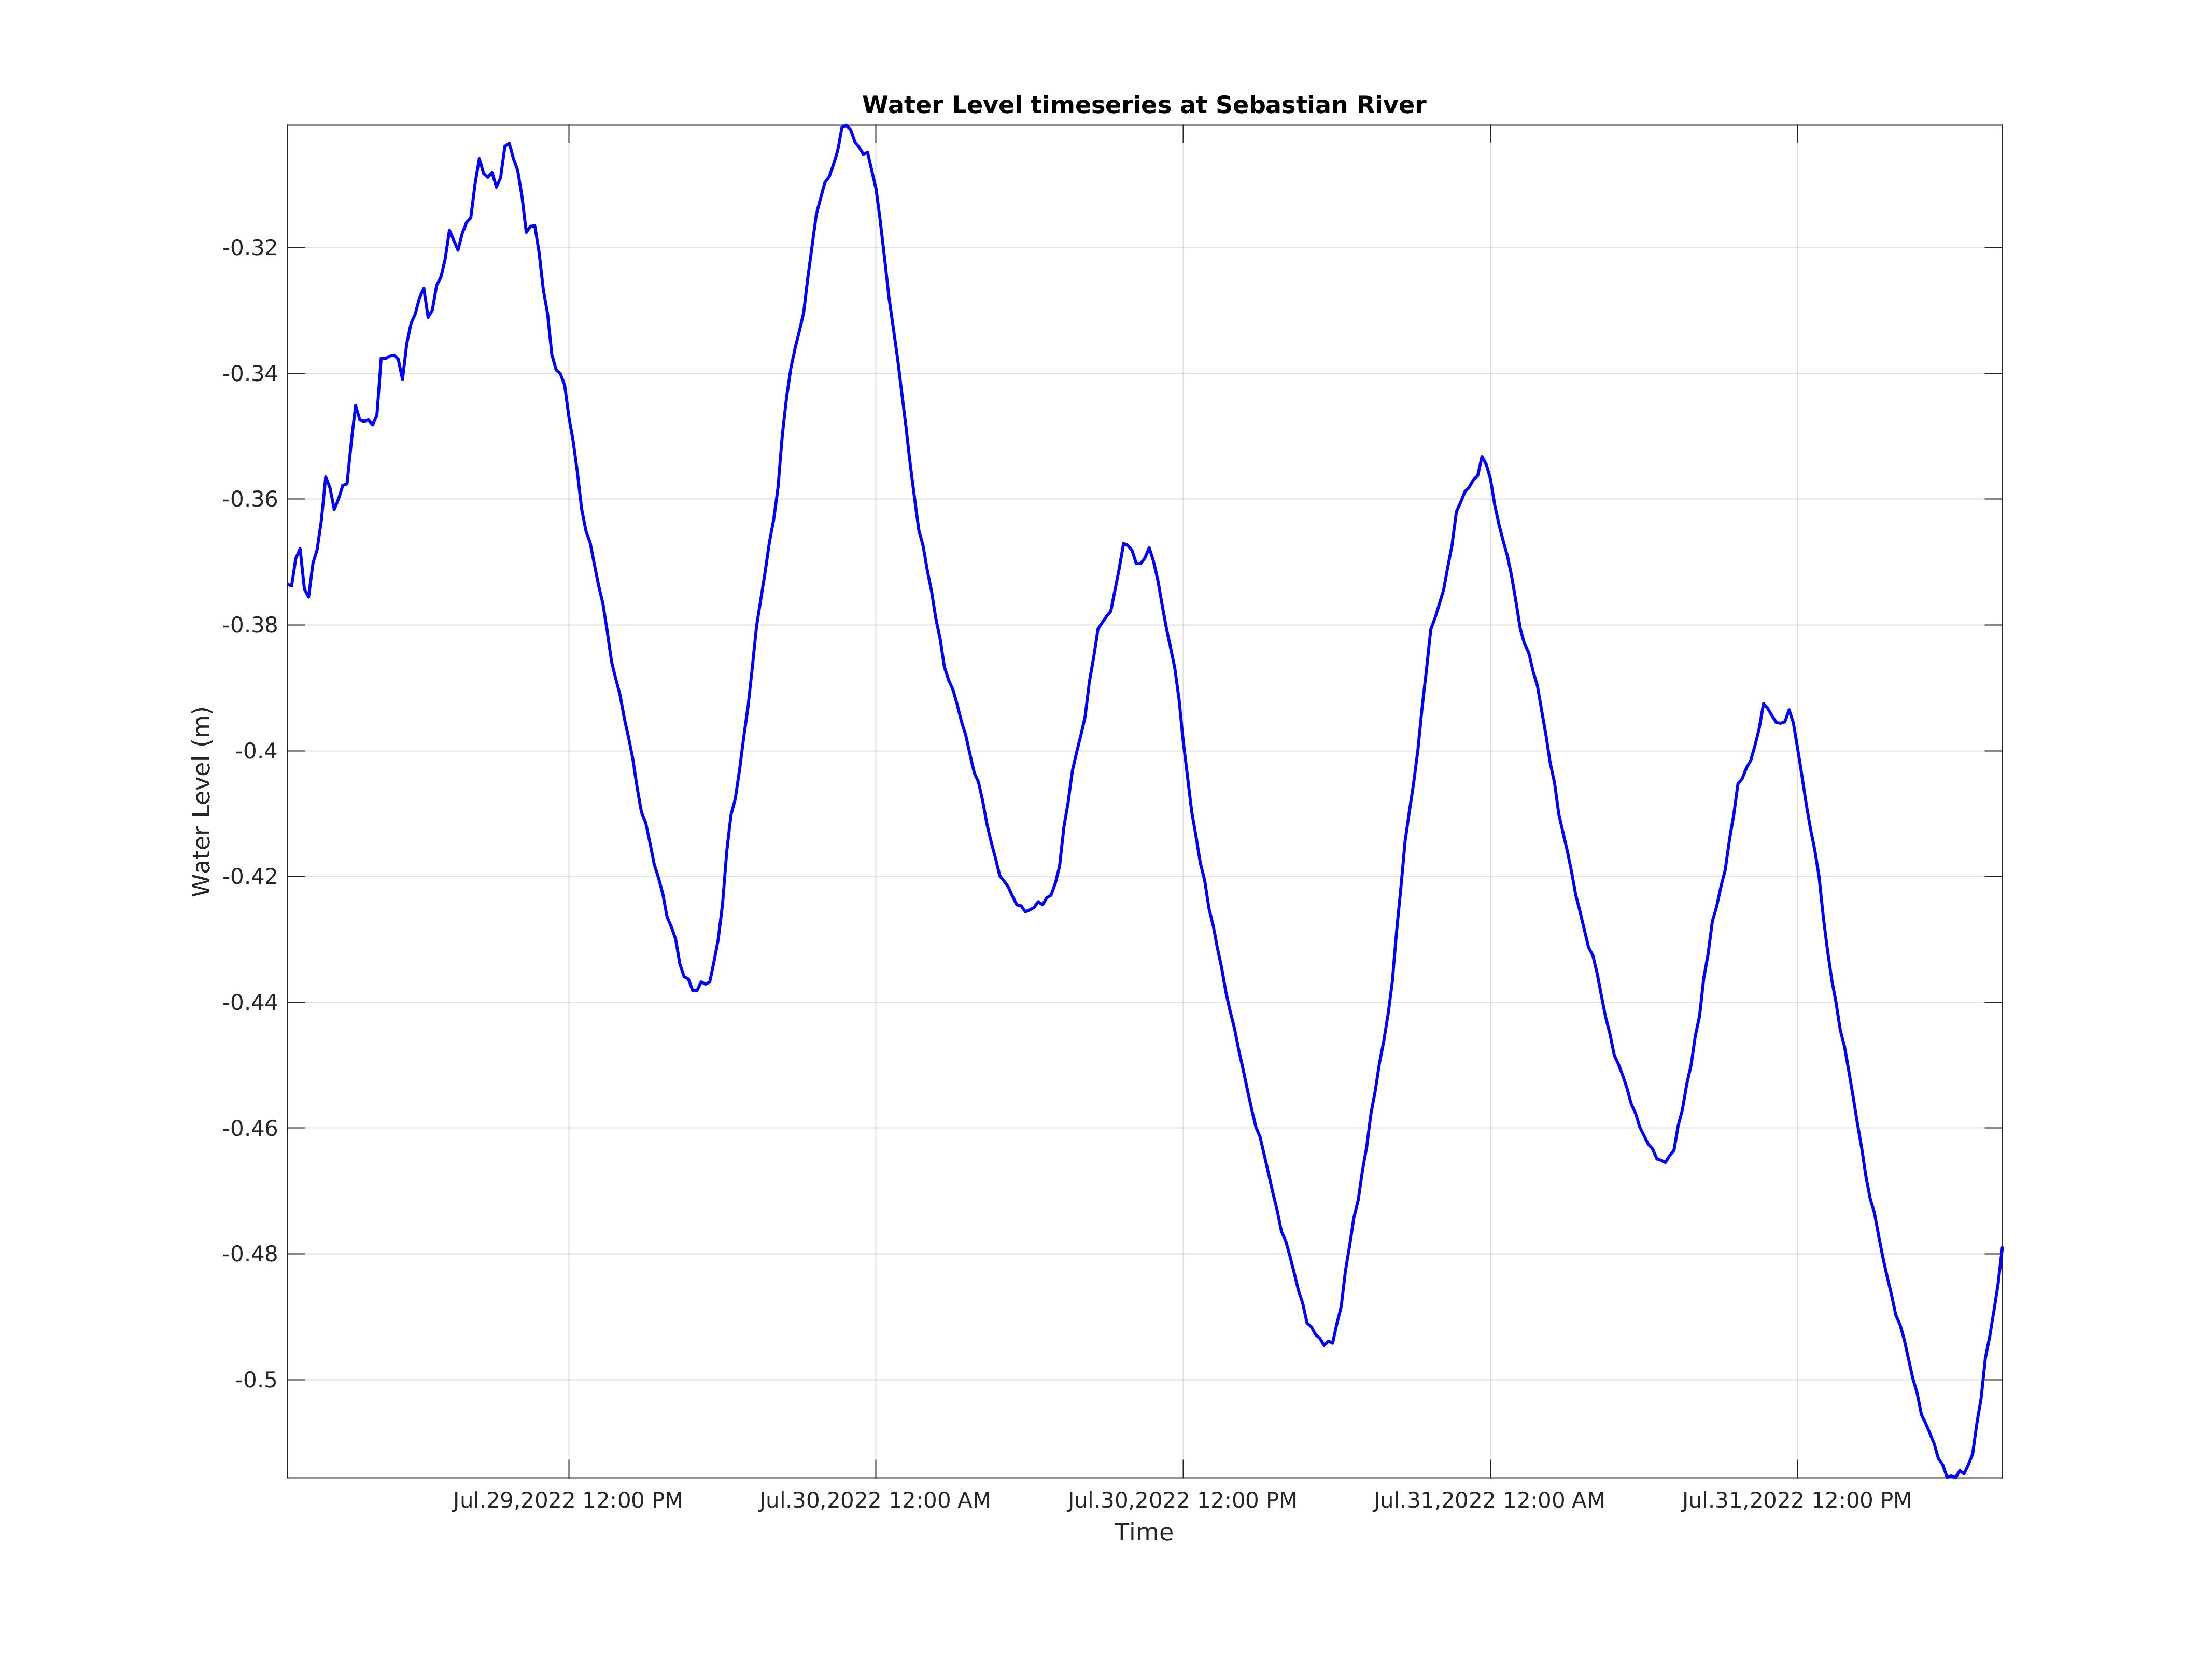 Water Level timeseries at Sebastian River
-0.32
-0.34
-0.36
-0.38
-0.4
-0.42
-0.44
-0.46
-0.48
-0.5
Water Level (m)
Jul.29,2022 12:00 PM
Jul.30,2022 12:00 AM
Jul.30,2022 12:00 PM
Jul.31,2022 12:00 AM
Jul.31,2022 12:00 PM
Time